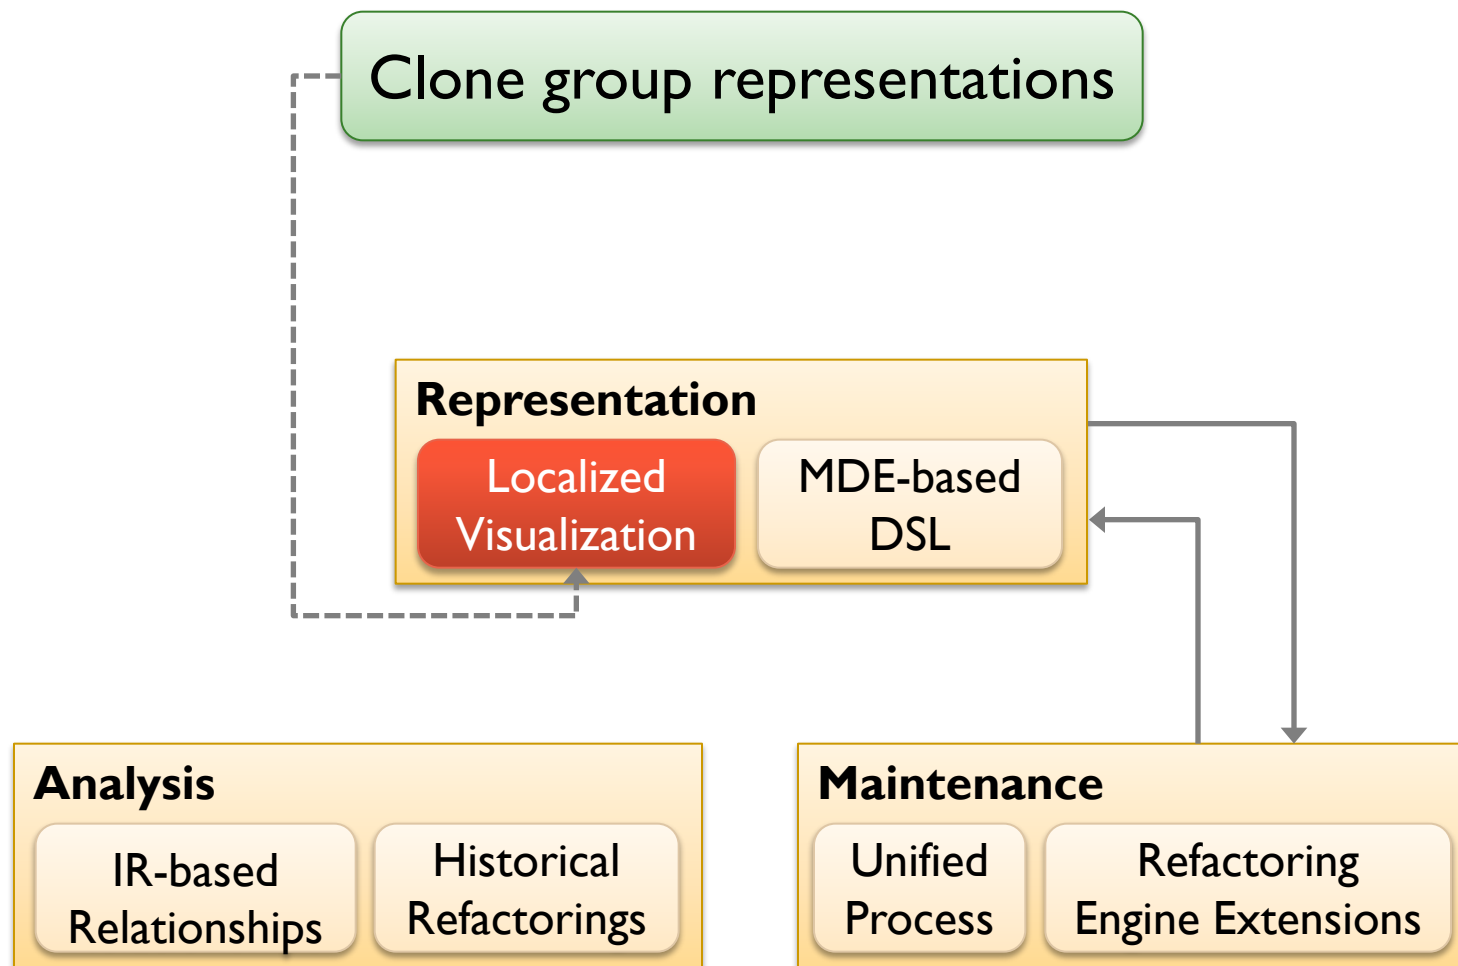 Clone group representations
Representation
Localized
Visualization
MDE-based
DSL
Analysis
IR-based
Relationships
Historical
Refactorings
Maintenance
Unified
Process
Refactoring
Engine Extensions